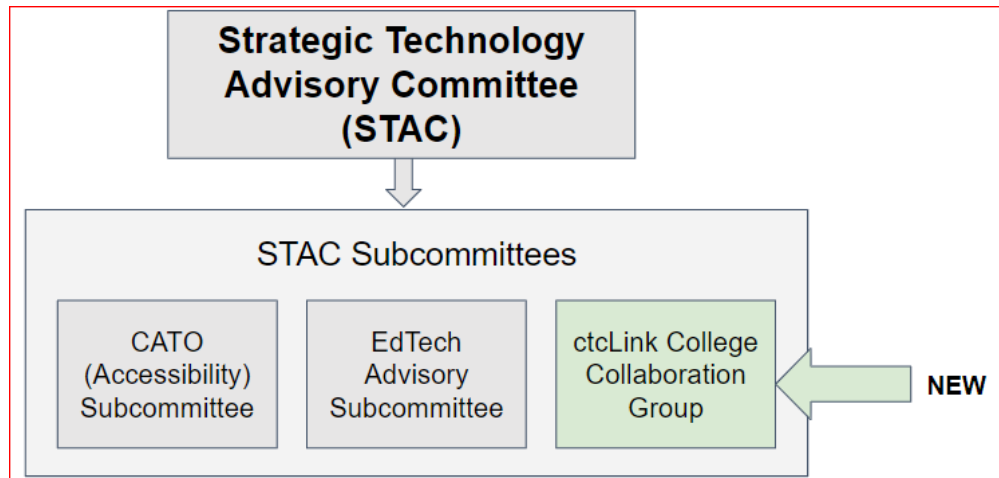 Strategic Technology
Advisory Committee
(STAC)
STAC Subcommittees
CATO
(Accessibility)
Subcommittee
EdTech
Advisory
Subcommittee
ctcLink College
Collaboration
Group
NEW